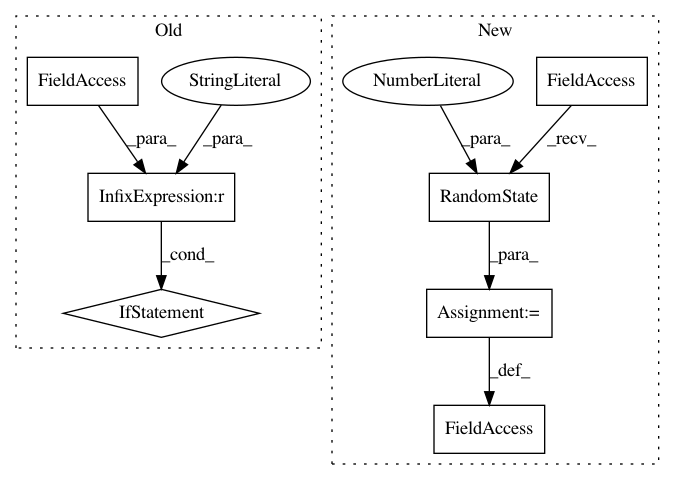 Old
New
FieldAccess
StringLiteral
NumberLiteral
FieldAccess
_para_
_para_
_para_
_recv_
InfixExpression:r
RandomState
_cond_
_para_
IfStatement
Assignment:=
_def_
FieldAccess